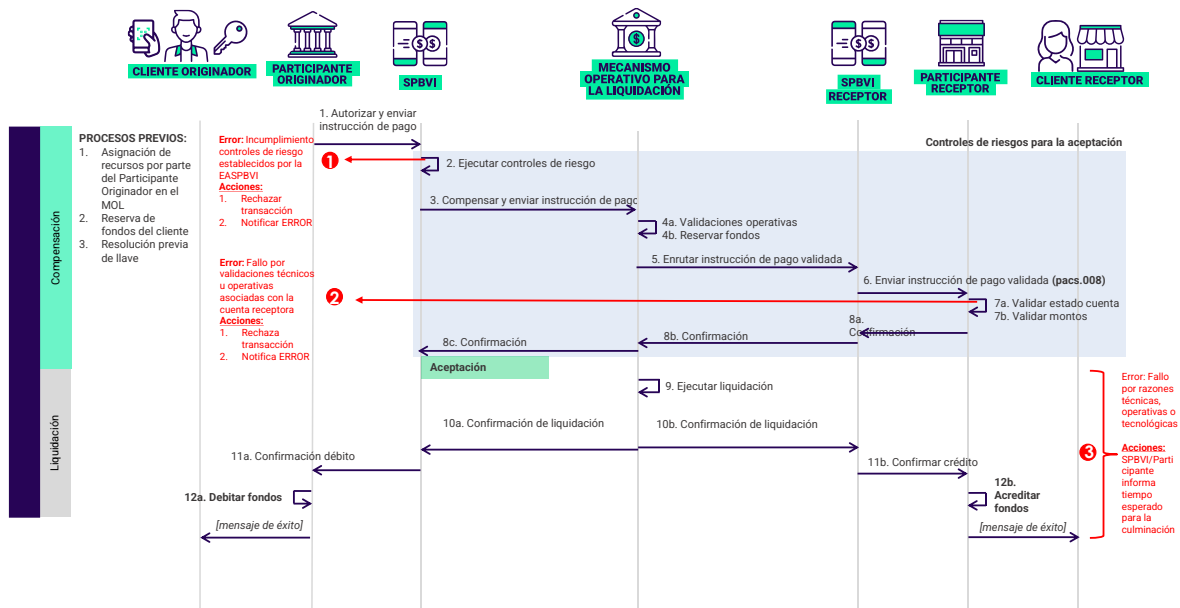 CLIENTE ORIGINADOR
PARTICIPANTE
ORIGINADOR
SPBVI
MECANISMO
OPERATIVO PARA
LA LIQUIDACIÓN
SPBVI
RECEPTOR
PARTICIPANTE
RECEPTOR
CLIENTE RECEPTOR
Compensación
Liquidación
PROCESOS PREVIOS:
1. Asignación de
recursos por parte
del Participante
Originador en el
MOL
2. Reserva de
fondos del cliente
3. Resolución previa
de llave
Error: Incumplimiento
controles de riesgo
establecidos por la
EASPBVI
Acciones:
1. Rechazar
transacción
2. Notificar ERROR
1
1. Autorizar y enviar
instrucción de pago
Controles de riesgos para la aceptación
2. Ejecutar controles de riesgo
3. Compensar y enviar instrucción de pago
4a. Validaciones operativas
4b. Reservar fondos
5. Enrutar instrucción de pago validada
6. Enviar instrucción de pago validada (pacs.008)
Error: Fallo por
validaciones técnicos
u operativas
asociadas con la
cuenta receptora
Acciones:
1. Rechaza
transacción
2. Notifica ERROR
2
7a. Validar estado cuenta
7b. Validar montos
8a.
Confirmación
8b. Confirmación
8c. Confirmación
Aceptación
9. Ejecutar liquidación
10a. Confirmación de liquidación
10b. Confirmación de liquidación
11a. Confirmación débito
11b. Confirmar crédito
12a. Debitar fondos
12b.
Acreditar
fondos
[mensaje de éxito]
[mensaje de éxito]
3
Error: Fallo
por razones
técnicas,
operativas o
tecnológicas
Acciones:
SPBVI/Parti
cipante
informa
tiempo
esperado
para la
culminación